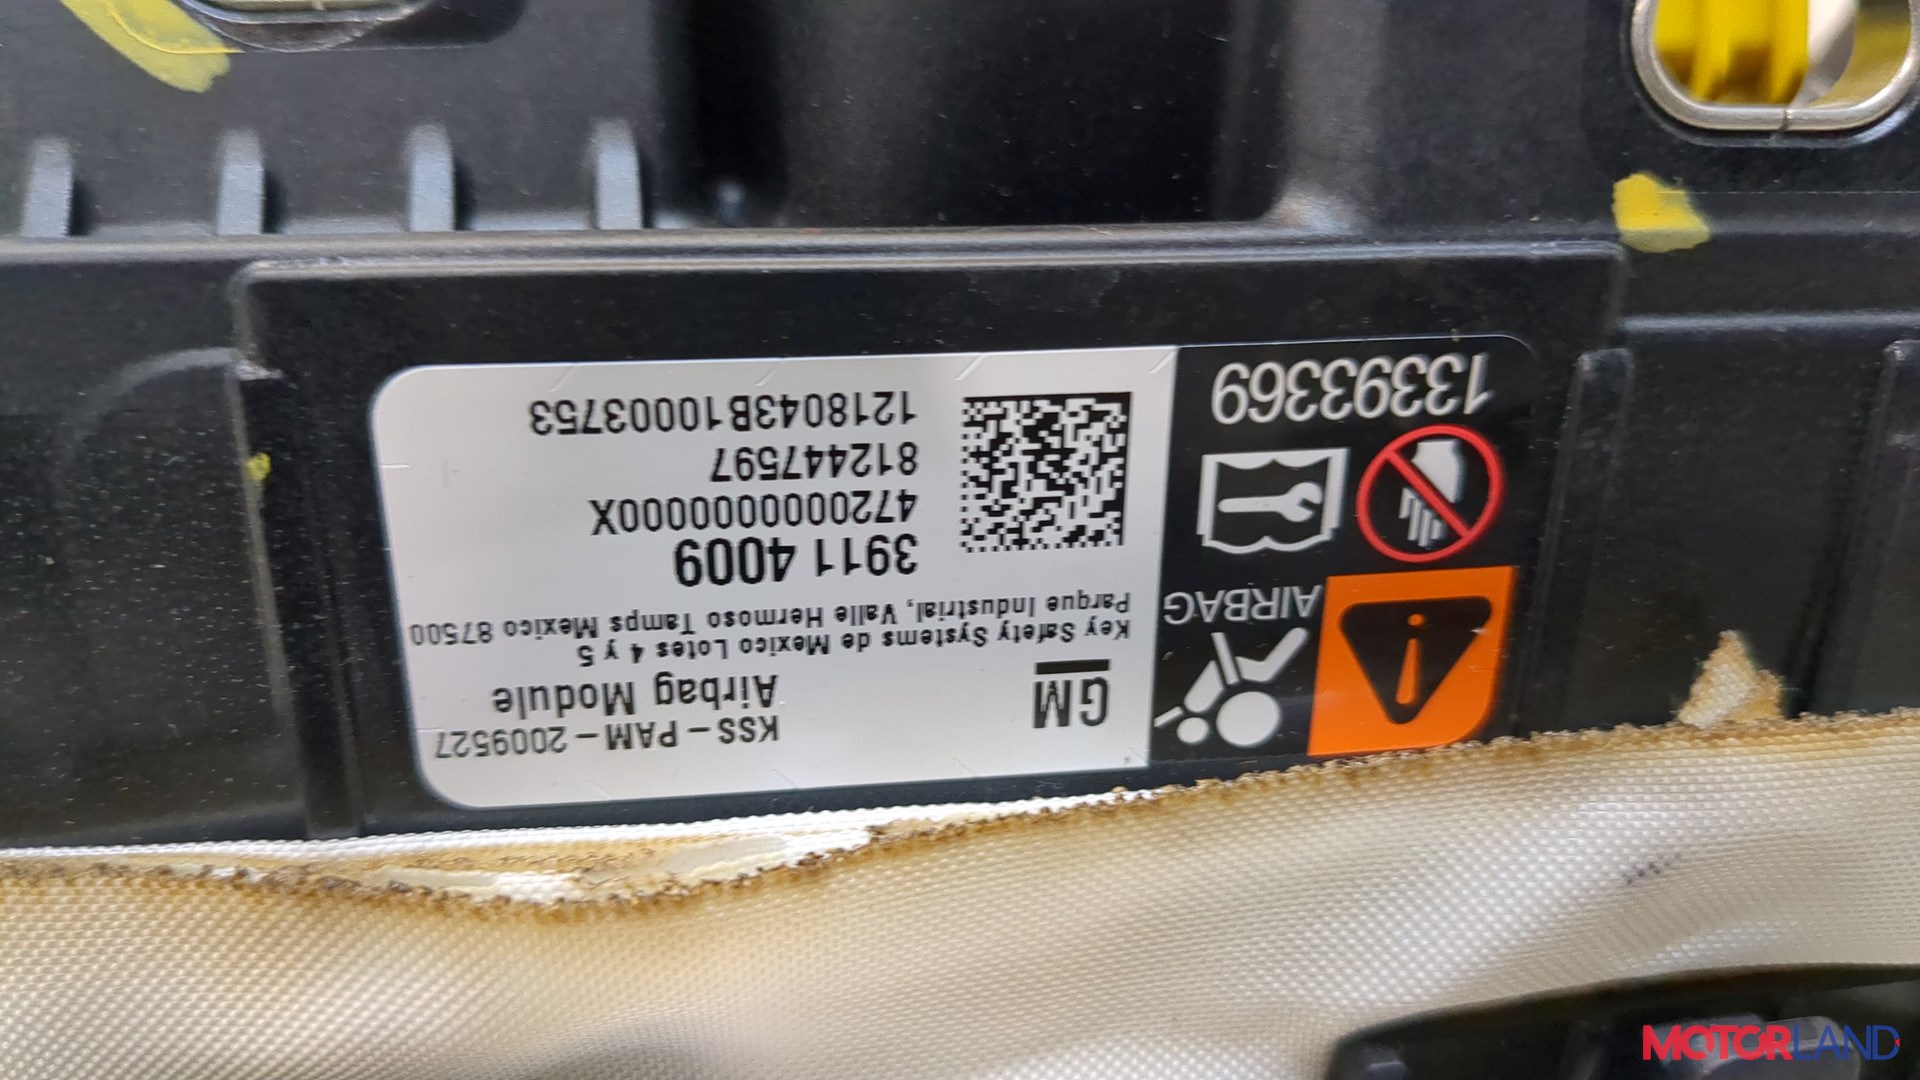 GM
KSS-PAM-2009527
Airbag Module
Key Safety Systems de Mexico Lotes 4 y 5
Parque Industrial, Valle Hermoso Tamps Mexico 87500
3911 4009
47200000000000X
812447597
1218043B10003753
AIRBAG
13393369
MOTORLAND